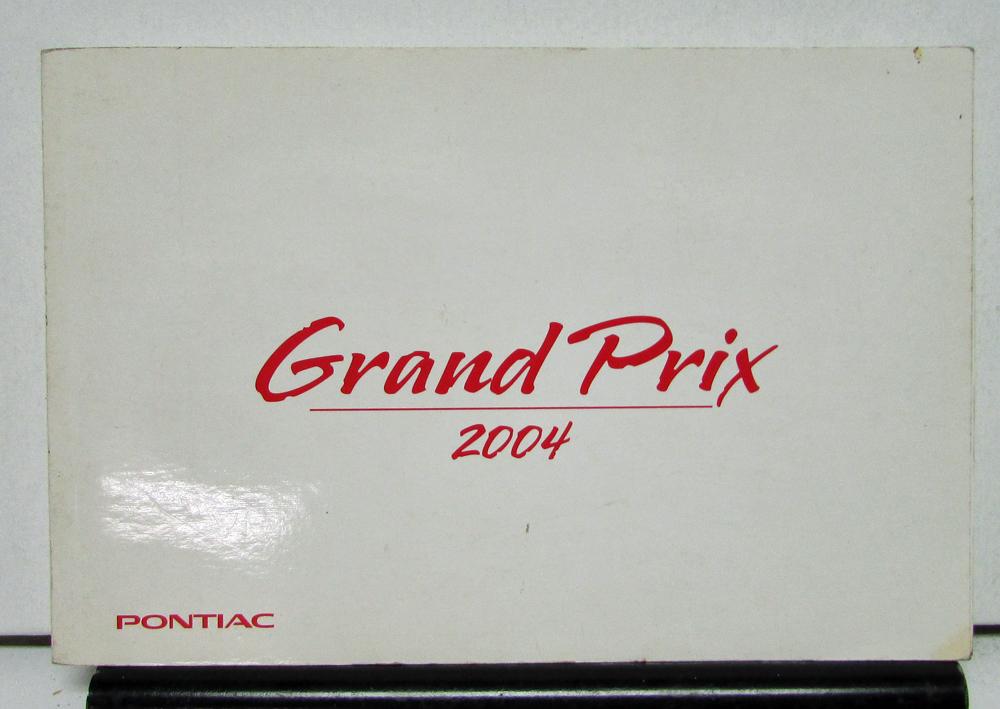 Grand Prix
2004
PONTIAC